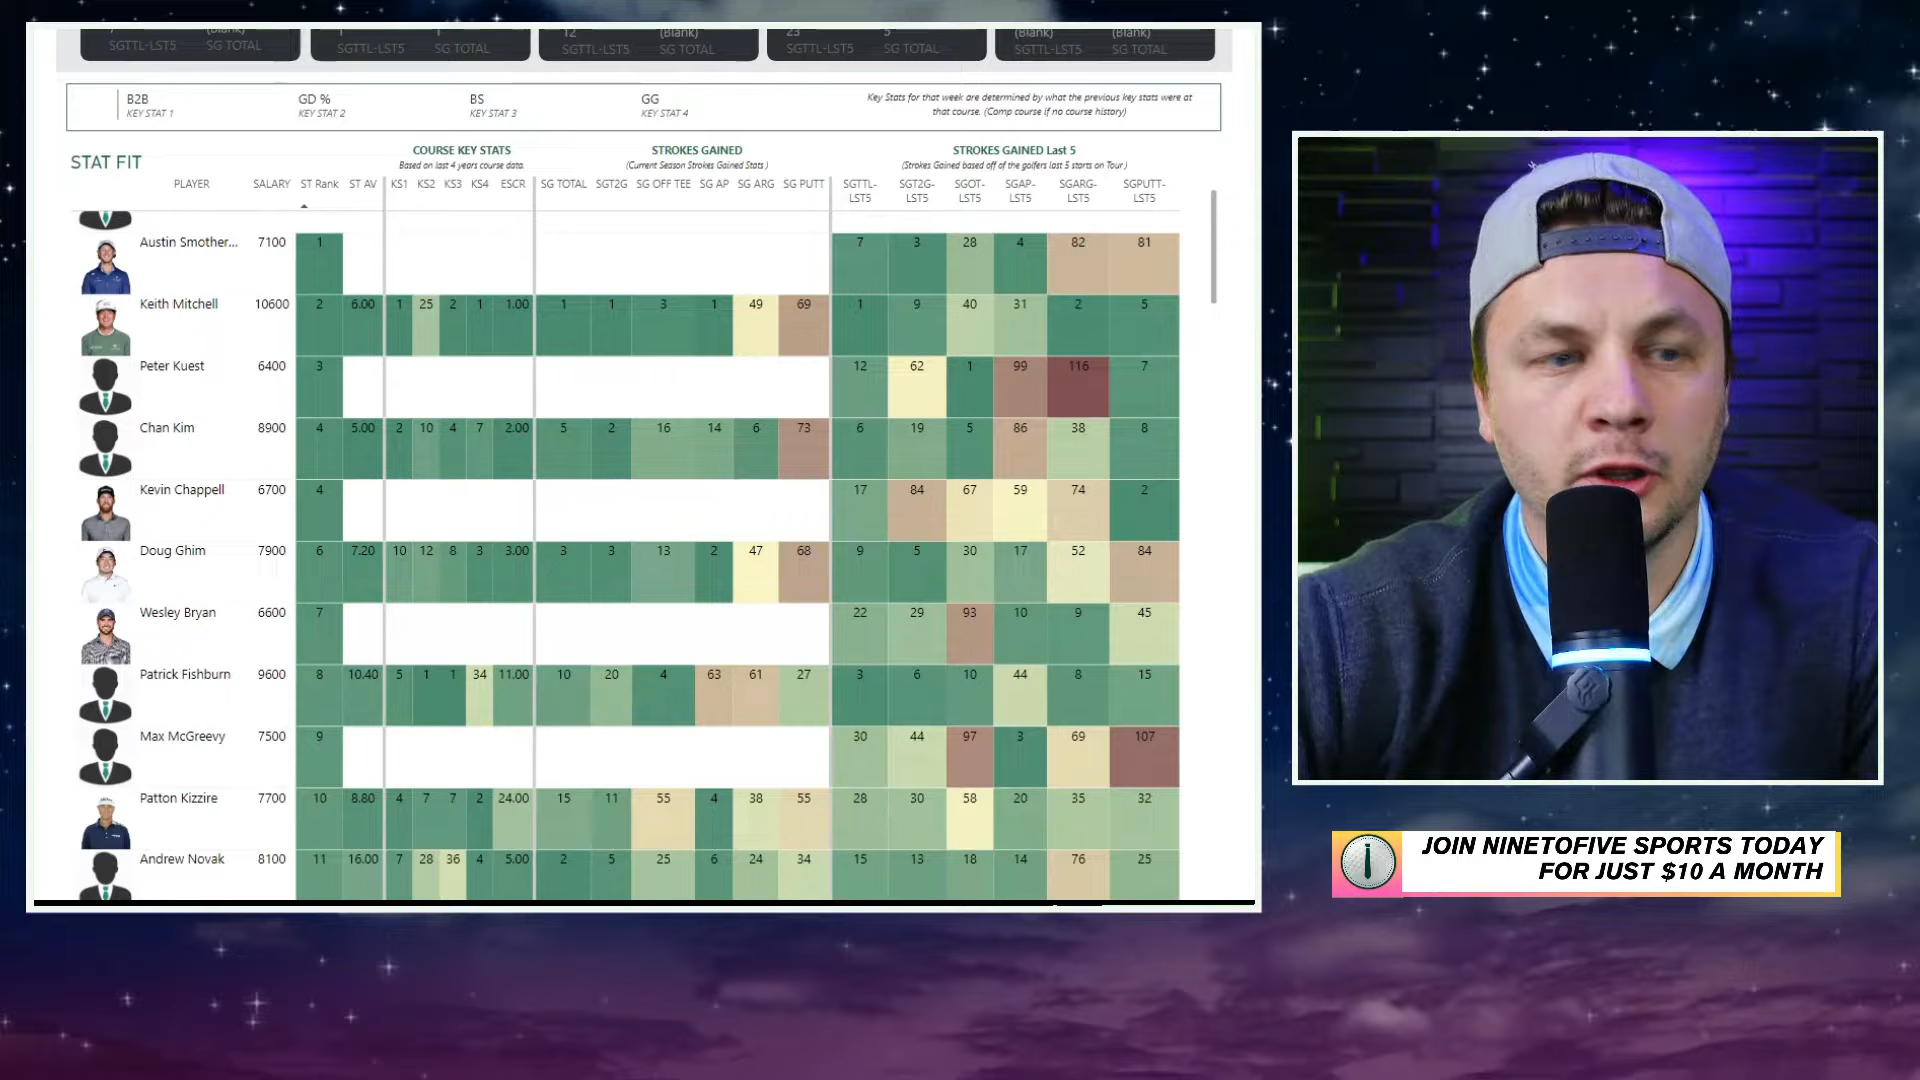 7 (Blank) 1 1 12 (Blank) 23 5 (Blank) (Blank)
SGTTL-LST5 SG TOTAL SGTTL-LST5 SG TOTAL SGTTL-LST5 SG TOTAL SGTTL-LST5 SG TOTAL SGTTL-LST5 SG TOTAL
B2B GD % BS GG
KEY STAT 1 KEY STAT 2 KEY STAT 3 KEY STAT 4
Key Stats for that week are determined by what the previous key stats were at
that course. (Comp course if no course history)
STAT FIT
COURSE KEY STATS STROKES GAINED STROKES GAINED Last 5
Based on last 4 years course data. (Current Season Strokes Gained Stats) (Strokes Gained based off of the golfers last 5 starts on Tour)
PLAYER SALARY ST Rank ST AV KS1 KS2 KS3 KS4 ESCR SG TOTAL SGT2G SG OFF TEE SG AP SG ARG SG PUTT SGTTL- SGT2G- SGOT- SGAP- SGARG- SGPUTT-
LST5 LST5 LST5 LST5 LST5 LST5
Austin Smother... 7100 1 7 3 28 4 82 81
Keith Mitchell 10600 2 6.00 1 25 2 1 1.00 1 1 3 1 49 69 1 9 40 31 2 5
Peter Kuest 6400 3 12 62 1 99 116 7
Chan Kim 8900 4 5.00 2 10 4 7 2.00 5 2 16 14 6 73 6 19 5 86 38 8
Kevin Chappell 6700 4 17 84 67 59 74 2
Doug Ghim 7900 6 7.20 10 12 8 3 3.00 3 3 13 2 47 68 9 5 30 17 52 84
Wesley Bryan 6600 7 22 29 93 10 9 45
Patrick Fishburn 9600 8 10.40 5 1 1 34 11.00 10 20 4 63 61 27 3 6 10 44 8 15
Max McGreevy 7500 9 30 44 97 3 69 107
Patton Kizzire 7700 10 8.80 4 7 7 2 24.00 15 11 55 4 38 55 28 30 58 20 35 32
Andrew Novak 8100 11 16.00 7 28 36 4 5.00 2 5 25 6 24 34 15 13 18 14 76 25
JOIN NINETOFIVE SPORTS TODAY
FOR JUST $10 A MONTH